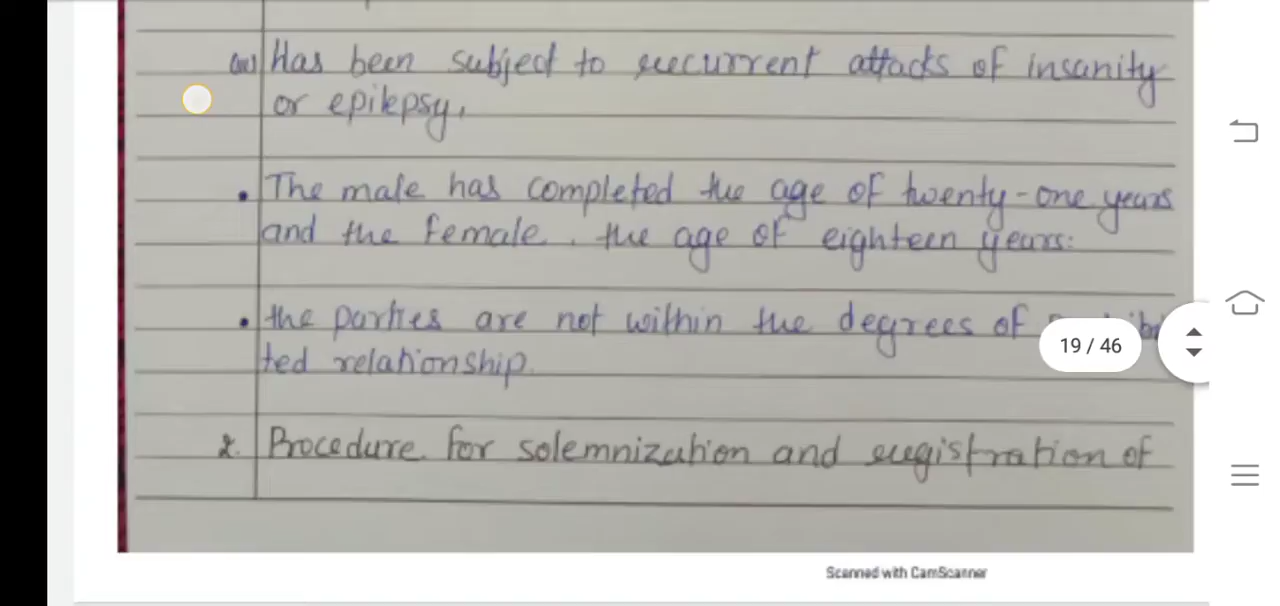 (iii) Has been subject to recurrent attacks of insanity
or epilepsy,
• The male has completed the age of twenty-one years
and the female, the age of eighteen years:
• the parties are not within the degrees of
ted relationship.
19 / 46
2. Procedure for solemnization and registration of
Scanned with CamScanner